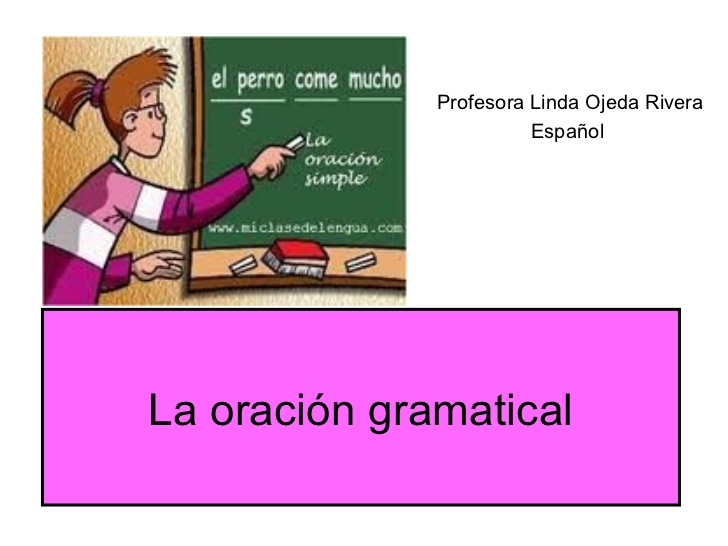 el perro come mucho
s
La
oración
simple
www.miclasedelengua.com
Profesora Linda Ojeda Rivera
Español
La oración gramatical